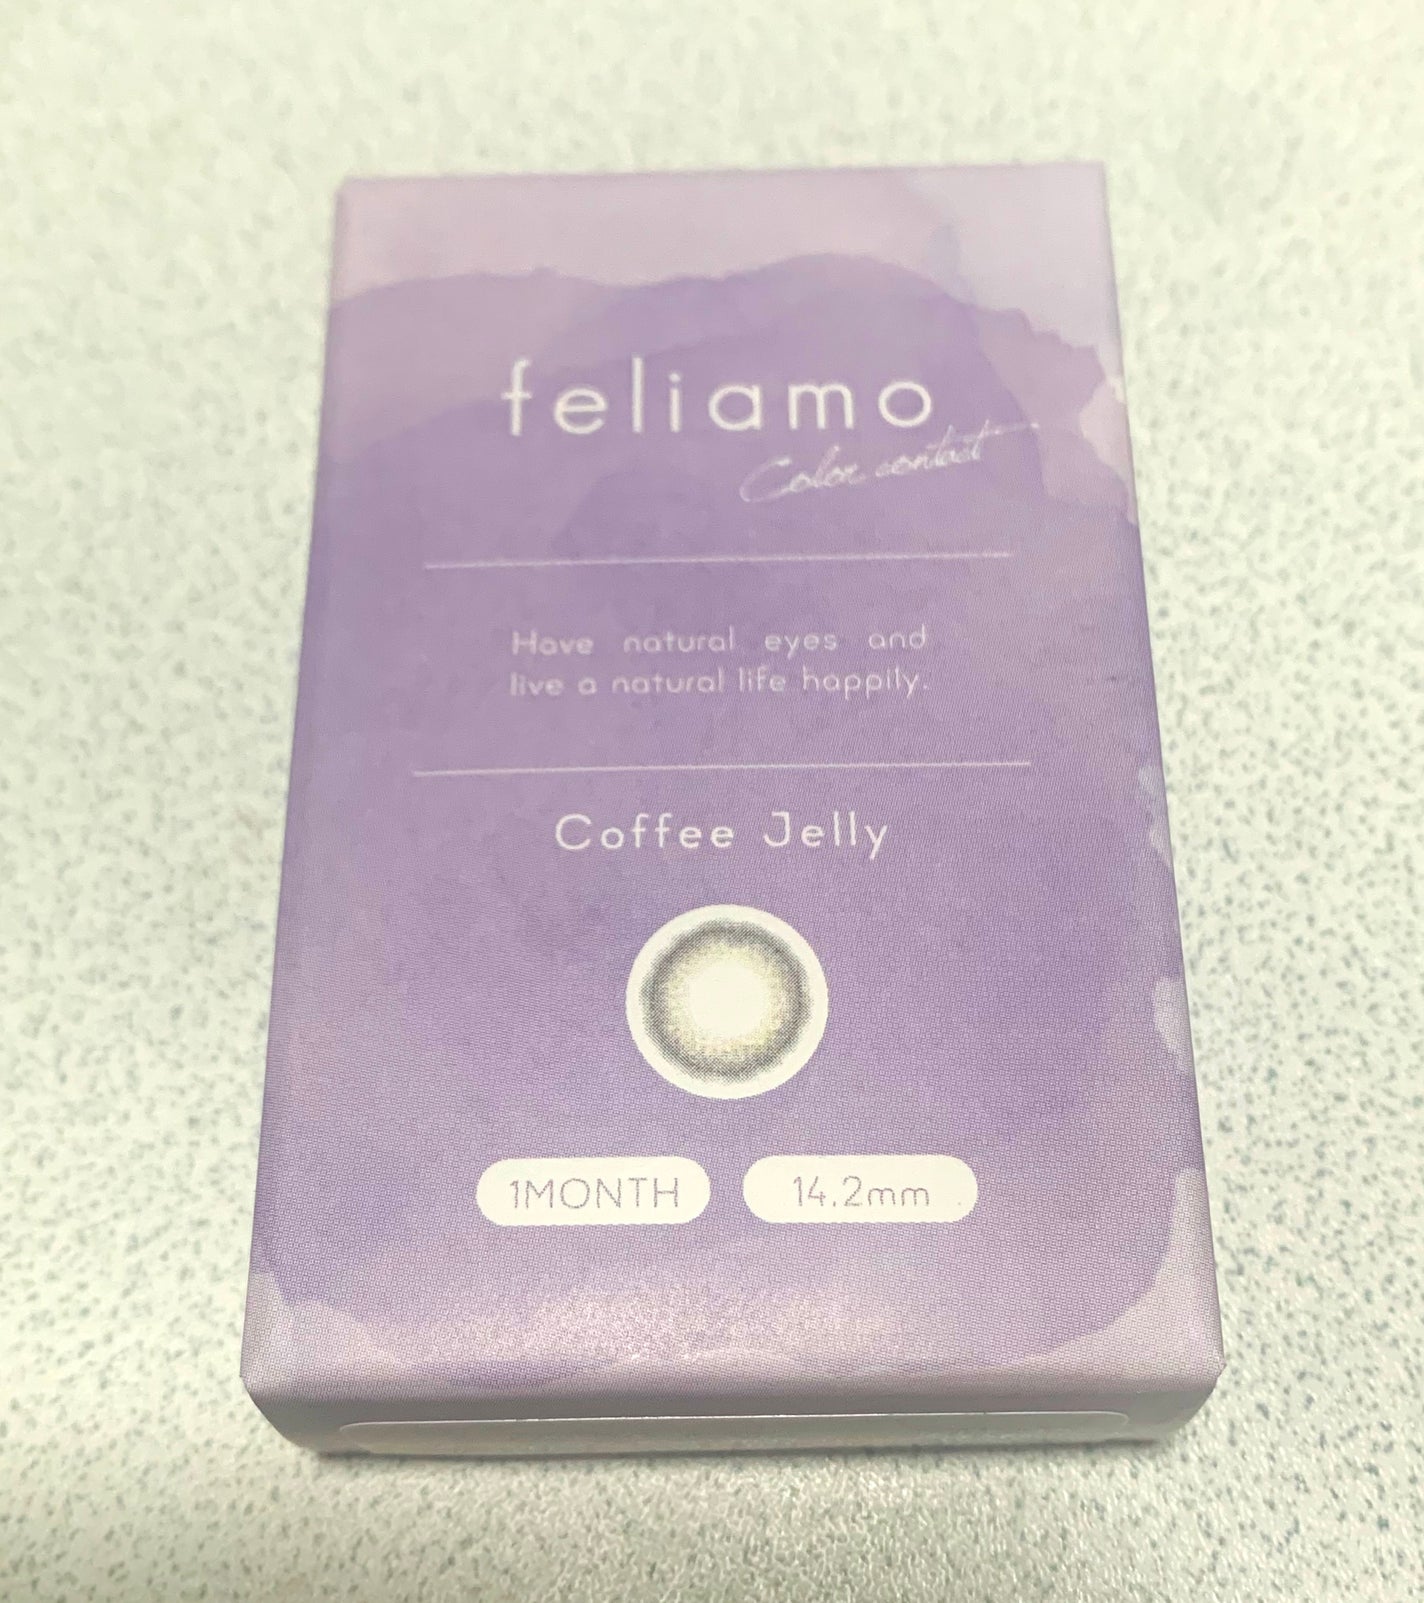 feliamo
Color contact
Have natural eyes and
live a natural life happily.
Coffee Jelly
1MONTH
14.2mm